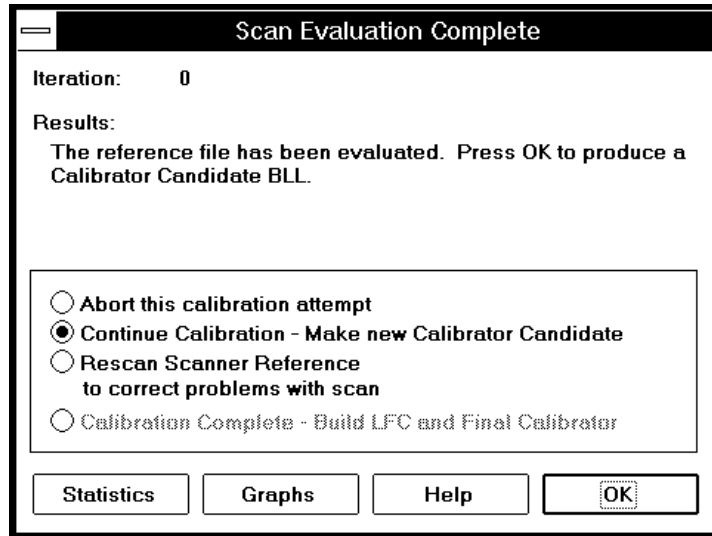 Scan Evaluation Complete
Iteration: 0
Results:
The reference file has been evaluated. Press OK to produce a
Calibrator Candidate BLL.
Abort this calibration attempt
Continue Calibration - Make new Calibrator Candidate
Rescan Scanner Reference
to correct problems with scan
Calibration Complete - Build LFC and Final Calibrator
Statistics Graphs Help OK